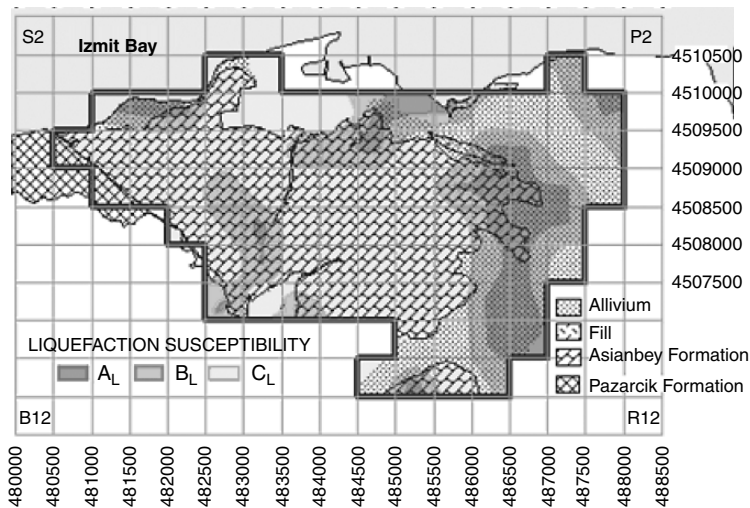 S2
Izmit Bay
P2
4510500
4510000
4509500
4509000
4508500
4508000
4507500
Allivium
Fill
Asianbey Formation
Pazarcik Formation
LIQUEFACTION SUSCEPTIBILITY
AL BL CL
B12
R12
480000 480500 481000 481500 482000 482500 483000 483500 484000 484500 485000 485500 486000 486500 487000 487500 488000 488500